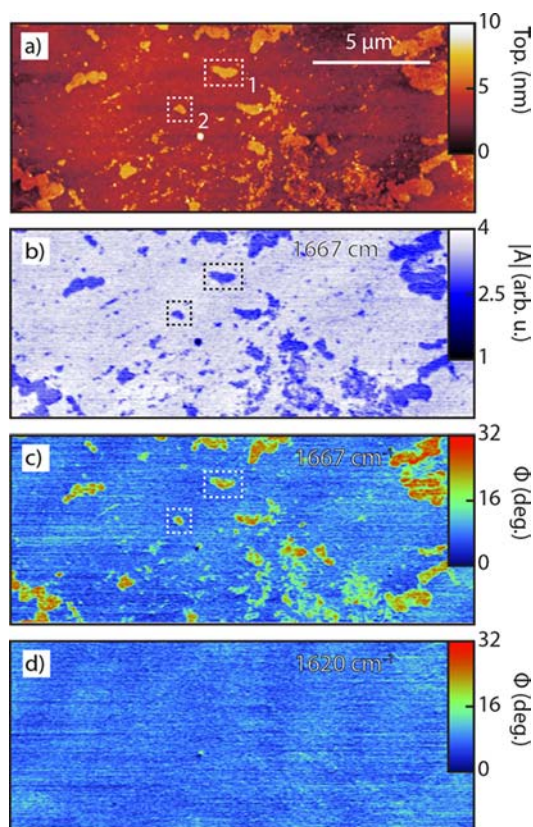 a)
5 µm
1
2
10
5
0
Top. (nm)
b)
1667 cm
4
2.5
1
|A| (arb. u.)
c)
1667 cm⁻¹
32
16
0
Φ (deg.)
d)
1620 cm⁻¹
32
16
0
Φ (deg.)